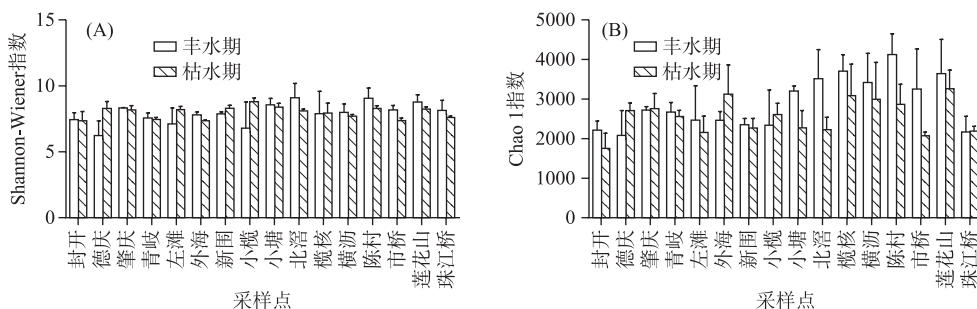 (A)
丰水期
枯水期
Shannon-Wiener指数
15
10
5
0
封开
德庆
肇庆
青岐
左滩
外海
新围
小榄
小塘
北滘
榄核
横沥
陈村
市桥
莲花山
珠江桥
采样点
(B)
丰水期
枯水期
Chao 1指数
5000
4000
3000
2000
1000
0
封开
德庆
肇庆
青岐
左滩
外海
新围
小榄
小塘
北滘
榄核
横沥
陈村
市桥
莲花山
珠江桥
采样点